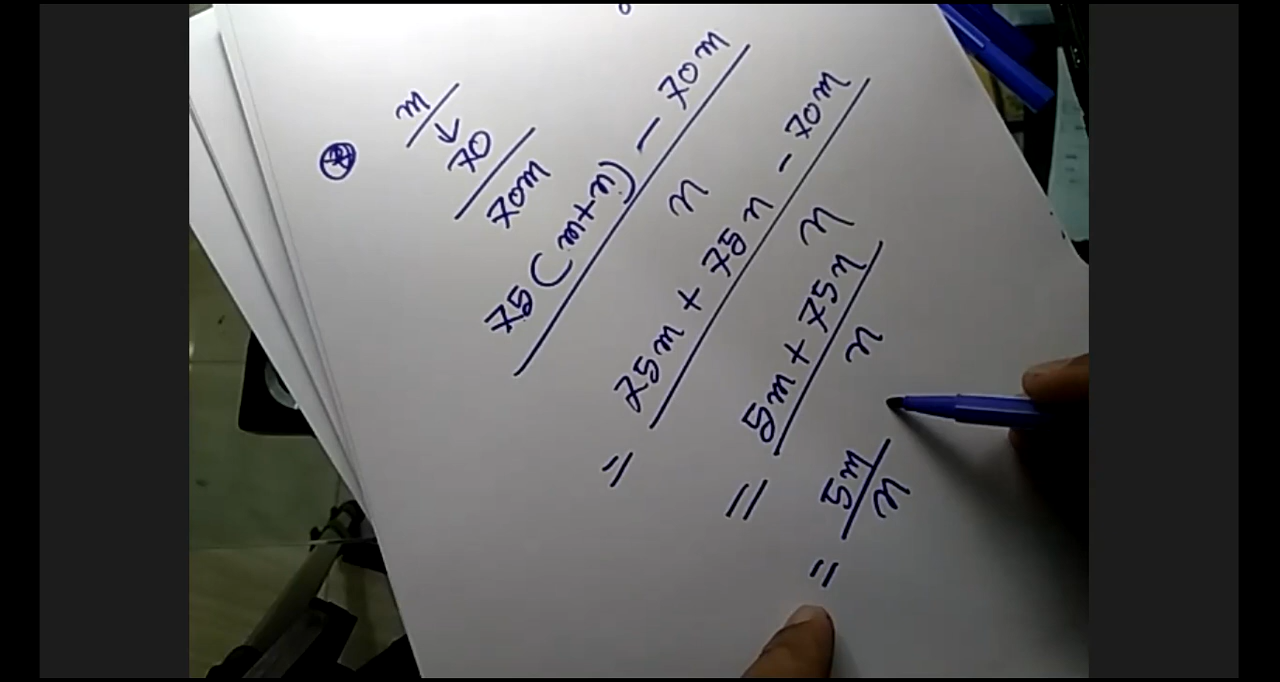 m
↓
70
70m
75(m+n) - 70m
n
= 75m + 75n - 70m
n
= 5m + 75n
n
= 5m
n